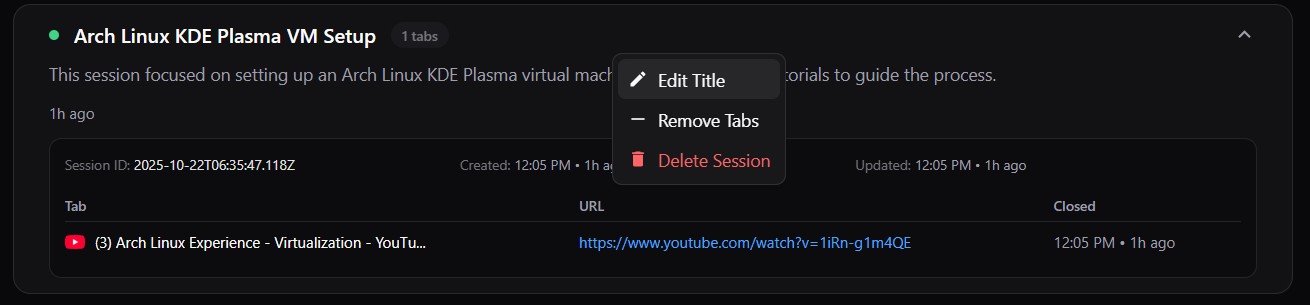 Arch Linux KDE Plasma VM Setup 1 tabs
This session focused on setting up an Arch Linux KDE Plasma virtual mach
torials to guide the process.
1h ago
Edit Title
Remove Tabs
Delete Session
Session ID: 2025-10-22T06:35:47.118Z Created: 12:05 PM • 1h ag Updated: 12:05 PM • 1h ago
Tab URL Closed
(3) Arch Linux Experience - Virtualization - YouTu... https://www.youtube.com/watch?v=1iRn-g1m4QE 12:05 PM • 1h ago